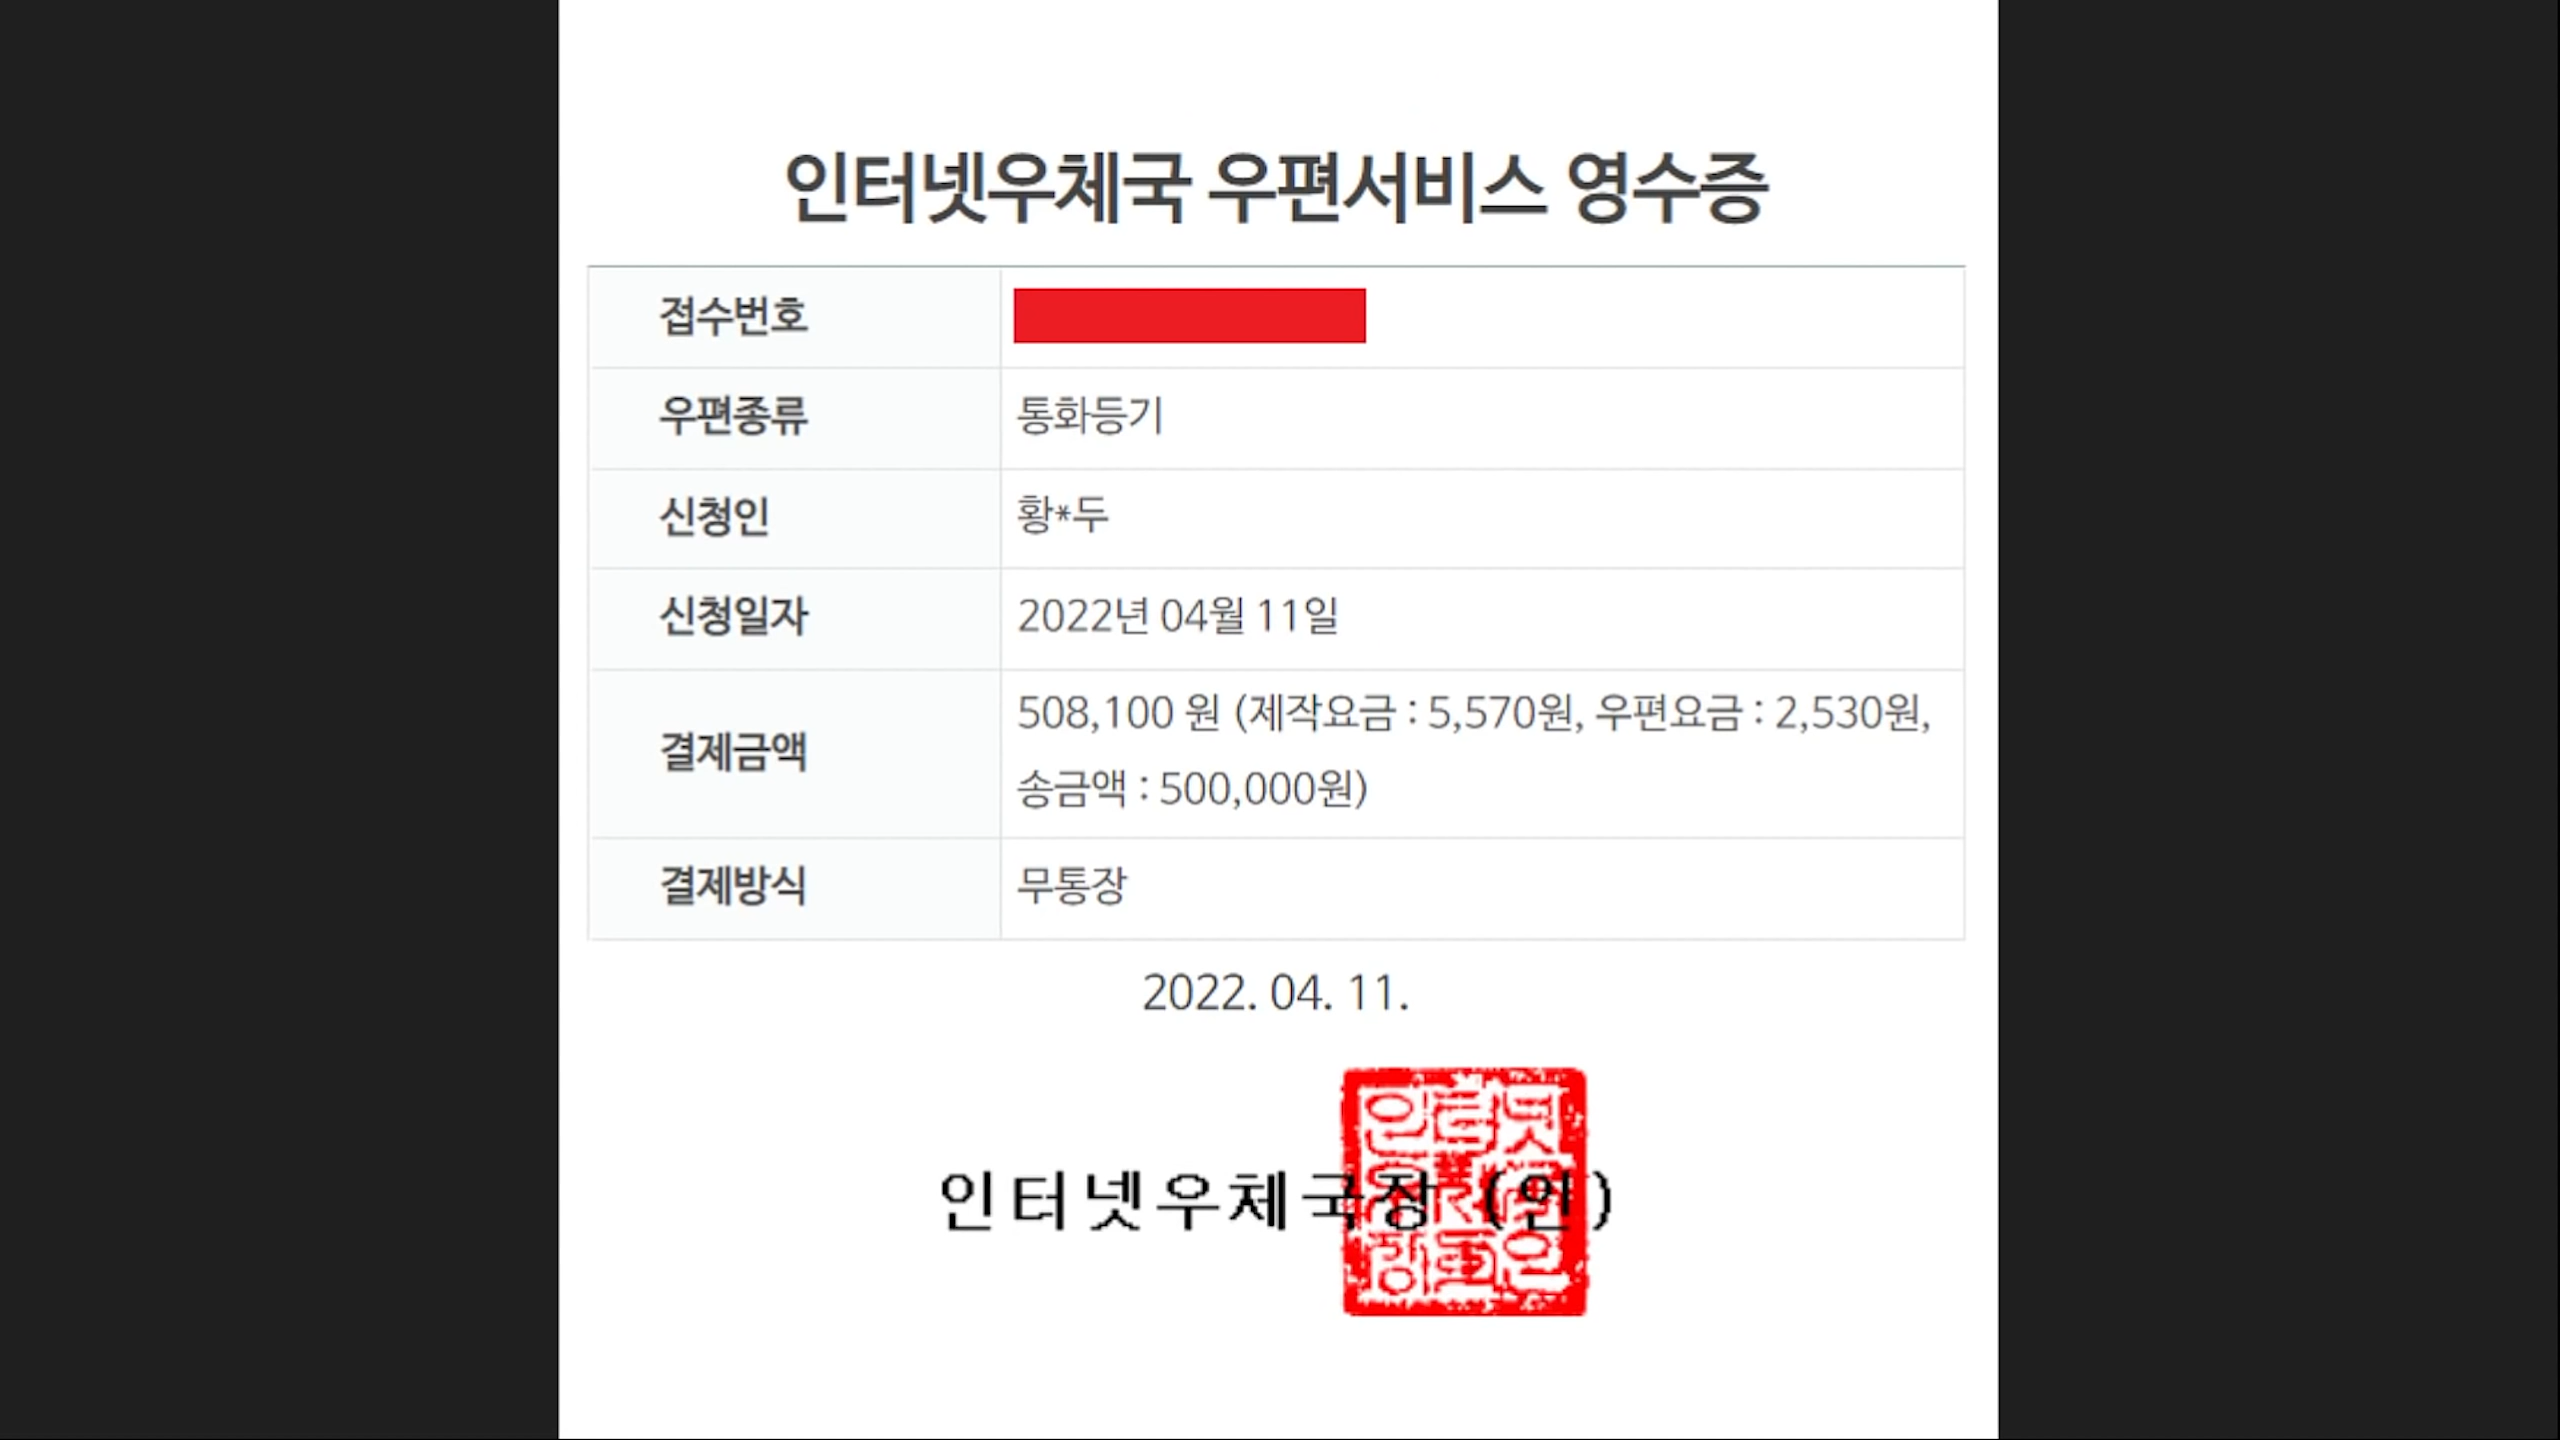 인터넷우체국 우편서비스 영수증
접수번호
우편종류 통화등기
신청인 황*두
신청일자 2022년 04월 11일
결제금액 508,100 원 (제작요금 : 5,570원, 우편요금 : 2,530원,
송금액 : 500,000원)
결제방식 무통장
2022. 04. 11.
인터넷우체국장 (인)